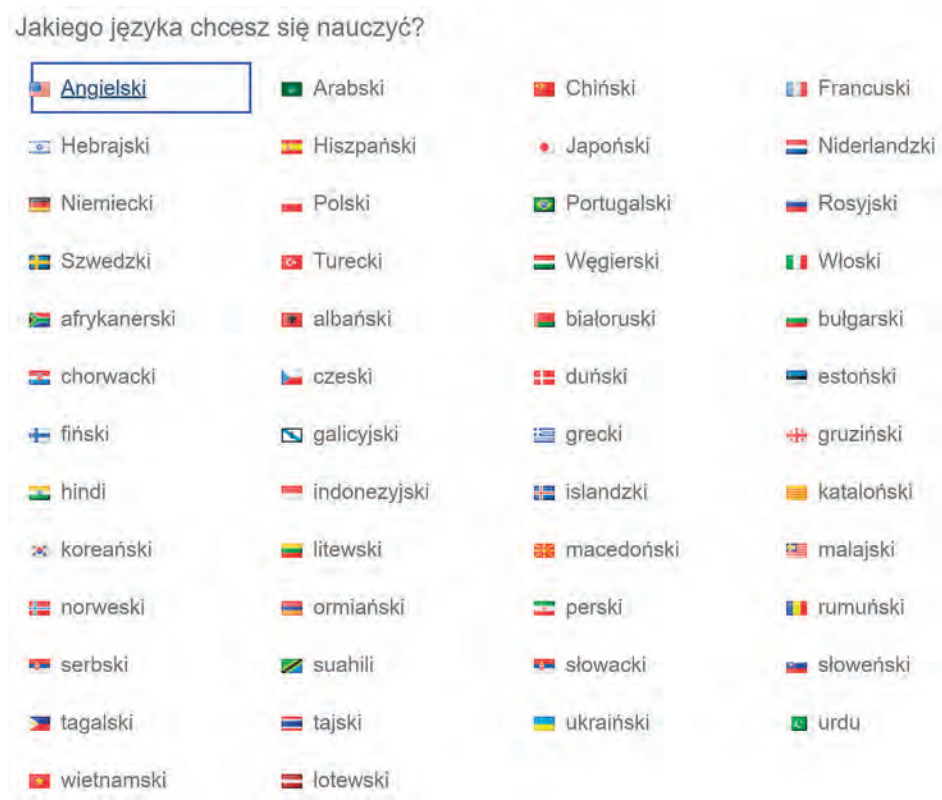 Jakiego języka chcesz się nauczyć?
Angielski Arabski Chiński Francuski
Hebrajski Hiszpański Japoński Niderlandzki
Niemiecki Polski Portugalski Rosyjski
Szwedzki Turecki Węgierski Włoski
afrykanerski albański białoruski bułgarski
chorwacki czeski duński estoński
fiński galicyjski grecki gruziński
hindi indonezyjski islandzki kataloński
koreański litewski macedoński malajski
norweski ormiański perski rumuński
serbski suahili słowacki słoweński
tagalski tajski ukraiński urdu
wietnamski łotewski